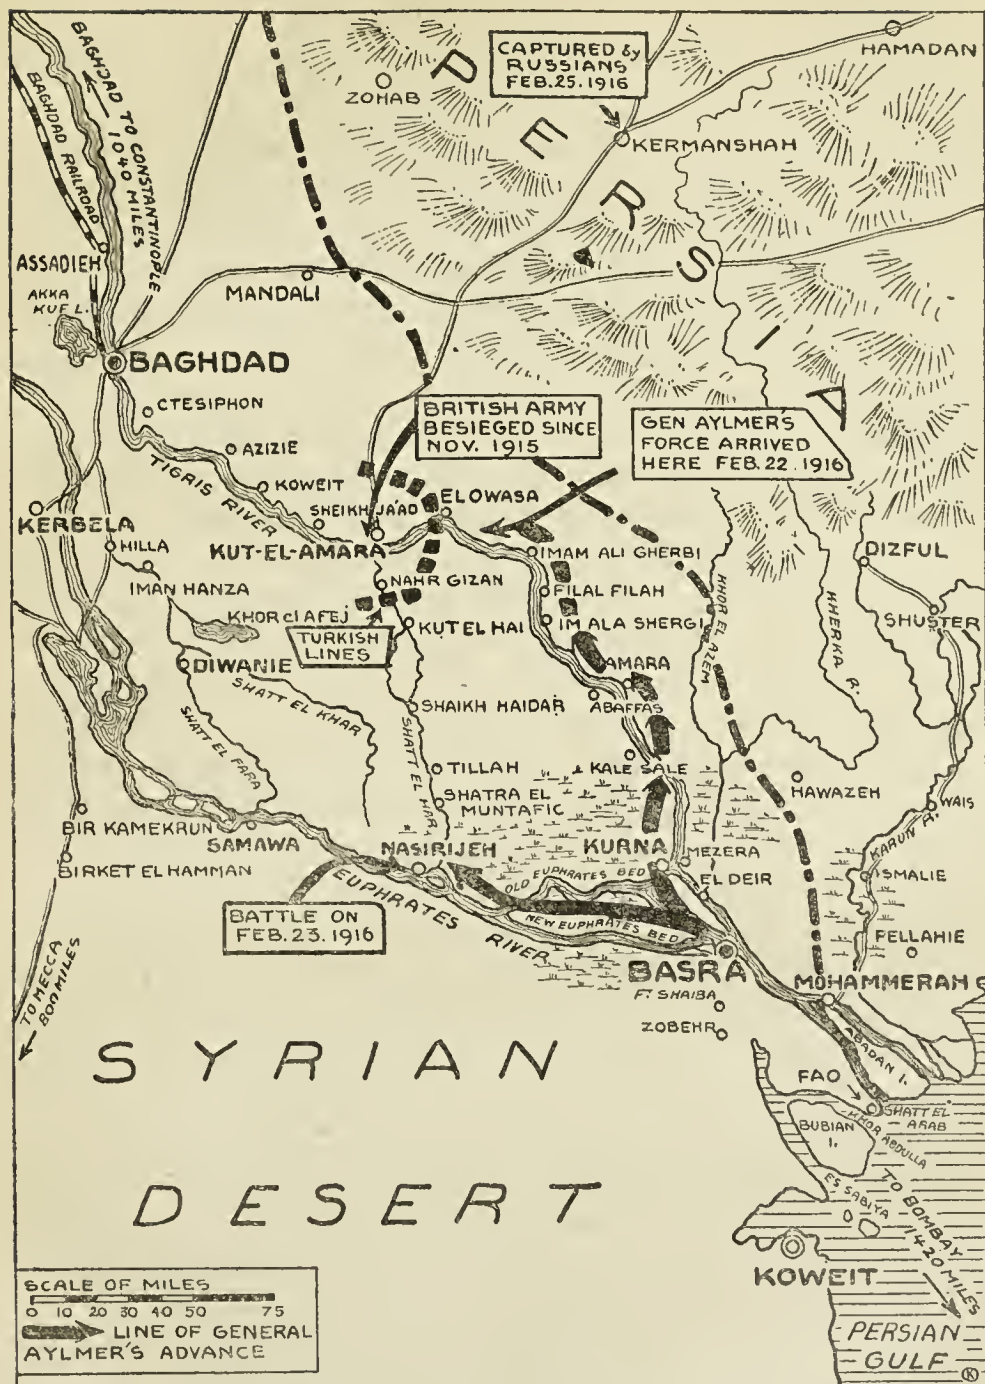 CAPTURED by
RUSSIANS
FEB. 25. 1916
HAMADAN
ZOHAB
KERMANSHAH
PERSIA
BAGHDAD TO CONSTANTINOPLE
1040 MILES
BAGHDAD RAILROAD
ASSADIEH
AKKA
KUF L.
MANDALI
BAGHDAD
CTESIPHON
AZIZIE
KOWEIT
TIGRIS RIVER
SHEIKH JA'AD
BRITISH ARMY
BESIEGED SINCE
NOV. 1915
GEN AYLMER'S
FORCE ARRIVED
HERE FEB. 22. 1916
EL OWASA
KERBELA
HILLA
KUT-EL-AMARA
IMAM ALI GHERBI
DIZFUL
IMAN HANZA
NAHR GIZAN
FILAL FILAH
KHOR el AFEJ
TURKISH
LINES
KUT EL HAI
IM ALA SHERGI
KHOR EL AZEM
KHERKA R.
SHUSTER
DIWANIE
AMARA
SHATT EL KHAR
SHAIKH HAIDAR
ABAFFAS
SHATT EL FARA
SHATT EL HAR
TILLAH
KALE SALE
HAWAZEH
SHATRA EL
MUNTAFIC
WAIS
BIR KAMEKRUN
SAMAWA
NASIRIJEH
KURNA
MEZERA
KARUN R.
BIRKET EL HAMMAN
OLD EUPHRATES BED
EL DEIR
ISMALIE
BATTLE ON
FEB. 23. 1916
EUPHRATES RIVER
NEW EUPHRATES BED
PELLAHIE
BASRA
TO MECCA
800 MILES
FT SHAIBA
MOHAMMERAH
ZOBEHR
SYRIAN
DESERT
ABADAN I.
FAO
SHATT EL
ARAB
BUBIAN
I.
KHOR ABDULLA
ES SABIYA
TO BOMBAY
1420 MILES
KOWEIT
SCALE OF MILES
0 10 20 30 40 50 75
LINE OF GENERAL
AYLMER'S ADVANCE
PERSIAN
GULF
K